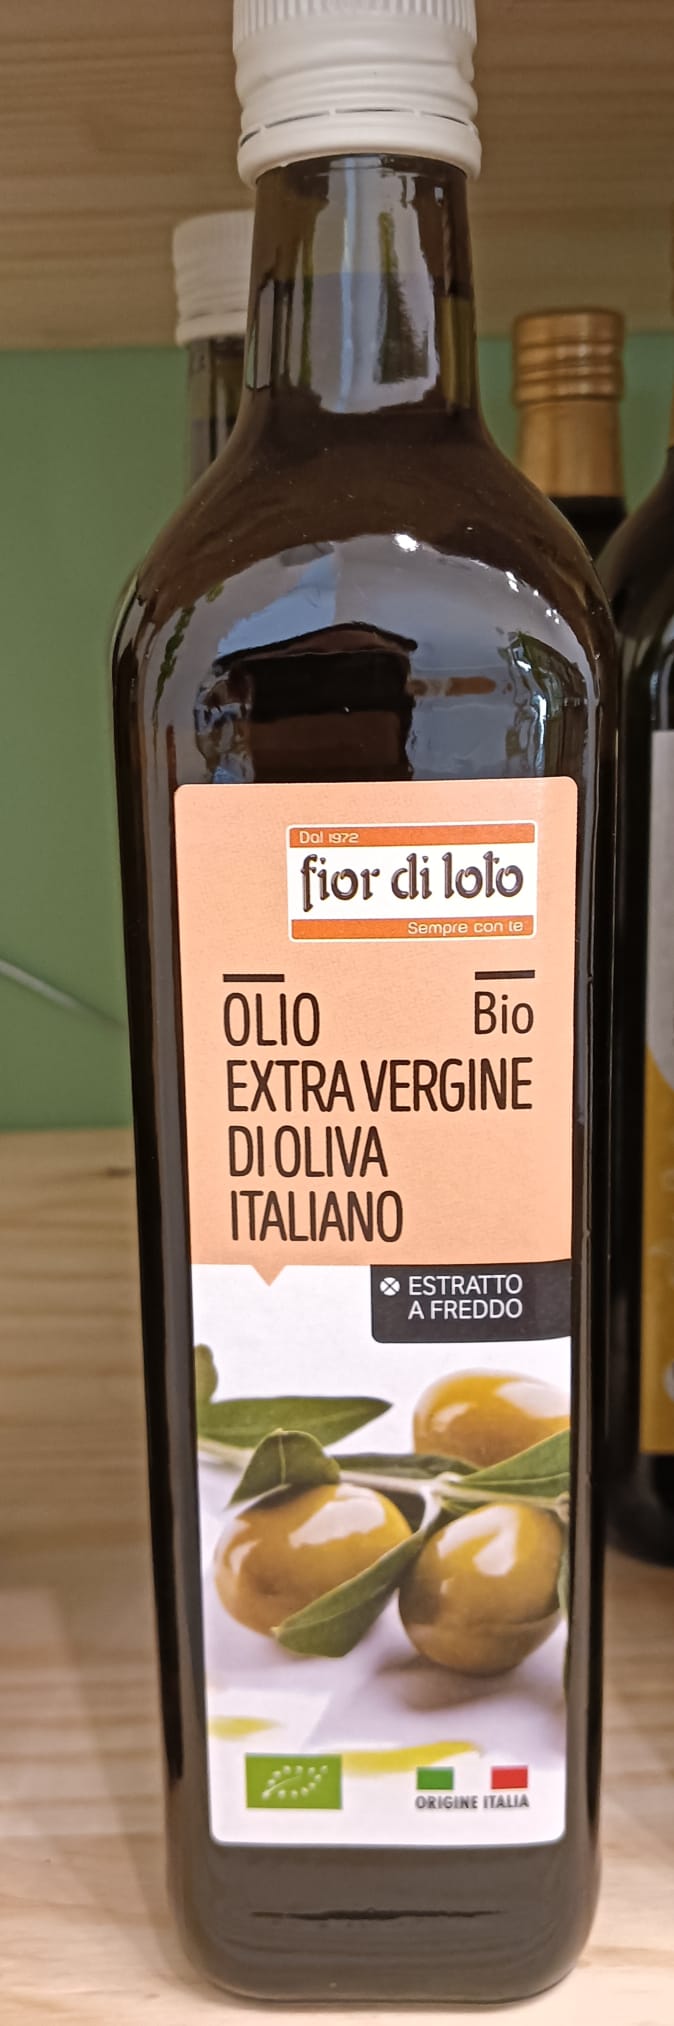 Dal 1972
fior di loto
Sempre con te
OLIO
Bio
EXTRA VERGINE
DI OLIVA
ITALIANO
ESTRATTO
A FREDDO
ORIGINE ITALIA